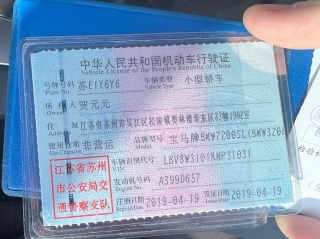 中华人民共和国机动车行驶证
Vehicle License of the People's Republic of China
号牌号码 苏E1Y6Y6 车辆类型 小型轿车
Plate No. Vehicle Type
所有人 贾元元
Owner
住址 江苏省苏州市吴江区松陵镇
Address
使用性质 非营运 品牌型号 宝马牌BMW7200SL(BMW320
Use Character Model
江苏省苏州
市公安局交
通警察支队
车辆识别代号 LBV8W3101KMP31031
VIN
发动机号码 A3990657
Engine No.
注册日期 2019-04-19 发证日期 2019-04-19
Register Date Issue Date